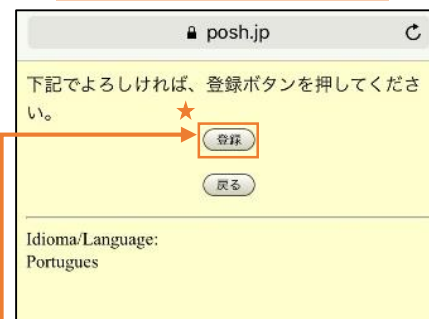 posh.jp
下記でよろしければ、登録ボタンを押してくださ
い。
登録
戻る
Idioma/Language:
Portugues